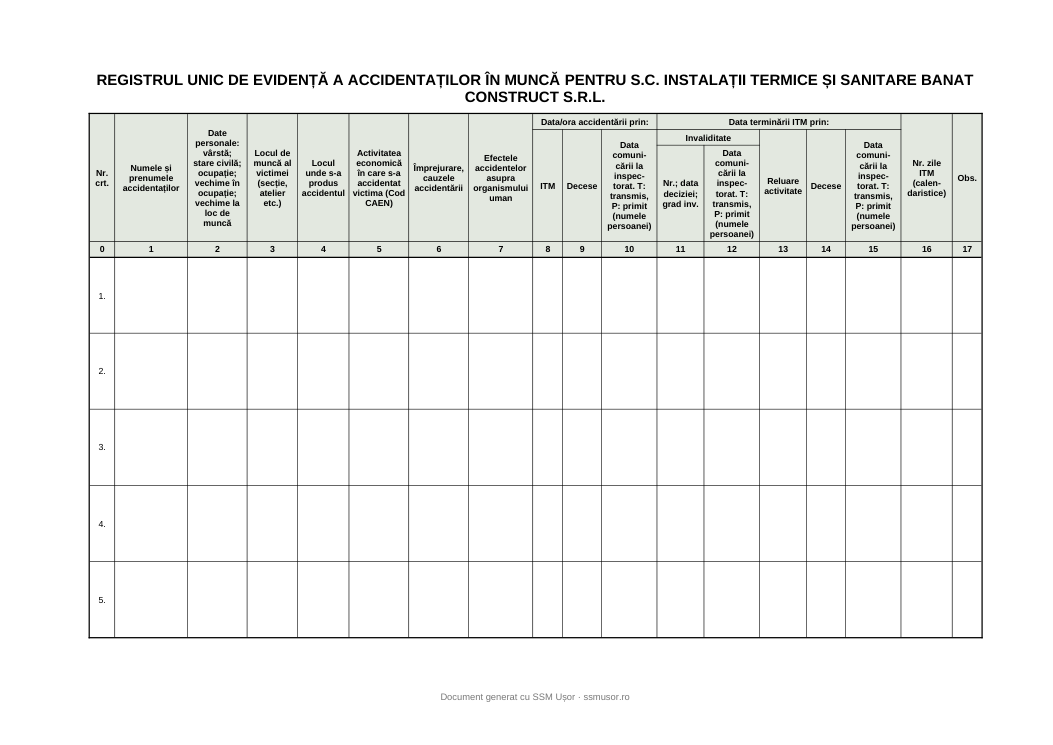 REGISTRUL UNIC DE EVIDENȚĂ A ACCIDENTAȚILOR ÎN MUNCĂ PENTRU S.C. INSTALAȚII TERMICE ȘI SANITARE BANAT
CONSTRUCT S.R.L.
Nr.
crt.
Numele și
prenumele
accidentaților
Date
personale:
vârstă;
stare civilă;
ocupație;
vechime în
ocupație;
vechime la
loc de
muncă
Locul de
muncă al
victimei
(secție,
atelier
etc.)
Locul
unde s-a
produs
accidentul
Activitatea
economică
în care s-a
accidentat
victima (Cod
CAEN)
Împrejurare,
cauzele
accidentării
Efectele
accidentelor
asupra
organismului
uman
Data/ora accidentării prin:
ITM
Decese
Data
comuni-
cării la
inspec-
torat. T:
transmis,
P: primit
(numele
persoanei)
Data terminării ITM prin:
Invaliditate
Nr.; data
deciziei;
grad inv.
Data
comuni-
cării la
inspec-
torat. T:
transmis,
P: primit
(numele
persoanei)
Reluare
activitate
Decese
Data
comuni-
cării la
inspec-
torat. T:
transmis,
P: primit
(numele
persoanei)
Nr. zile
ITM
(calen-
daristice)
Obs.
0 1 2 3 4 5 6 7 8 9 10 11 12 13 14 15 16 17
1.
2.
3.
4.
5.
Document generat cu SSM Ușor · ssmusor.ro